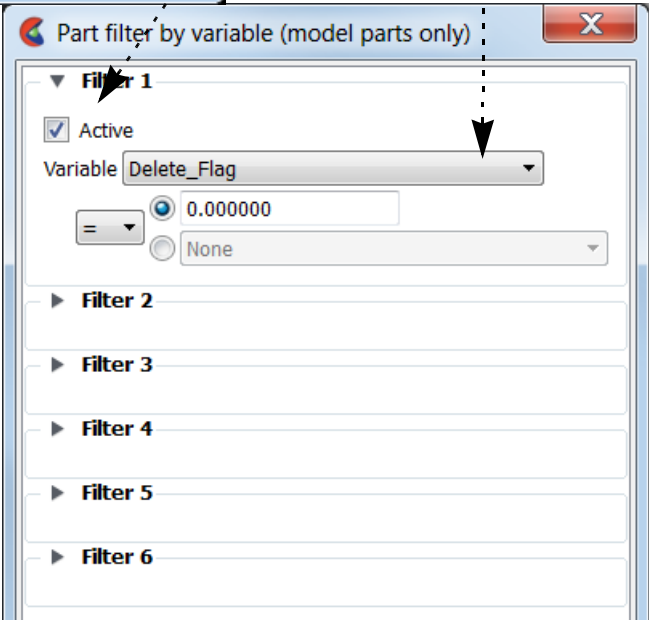 Part filter by variable (model parts only)
Filter 1
Active
Variable Delete_Flag
= 0.000000
None
Filter 2
Filter 3
Filter 4
Filter 5
Filter 6